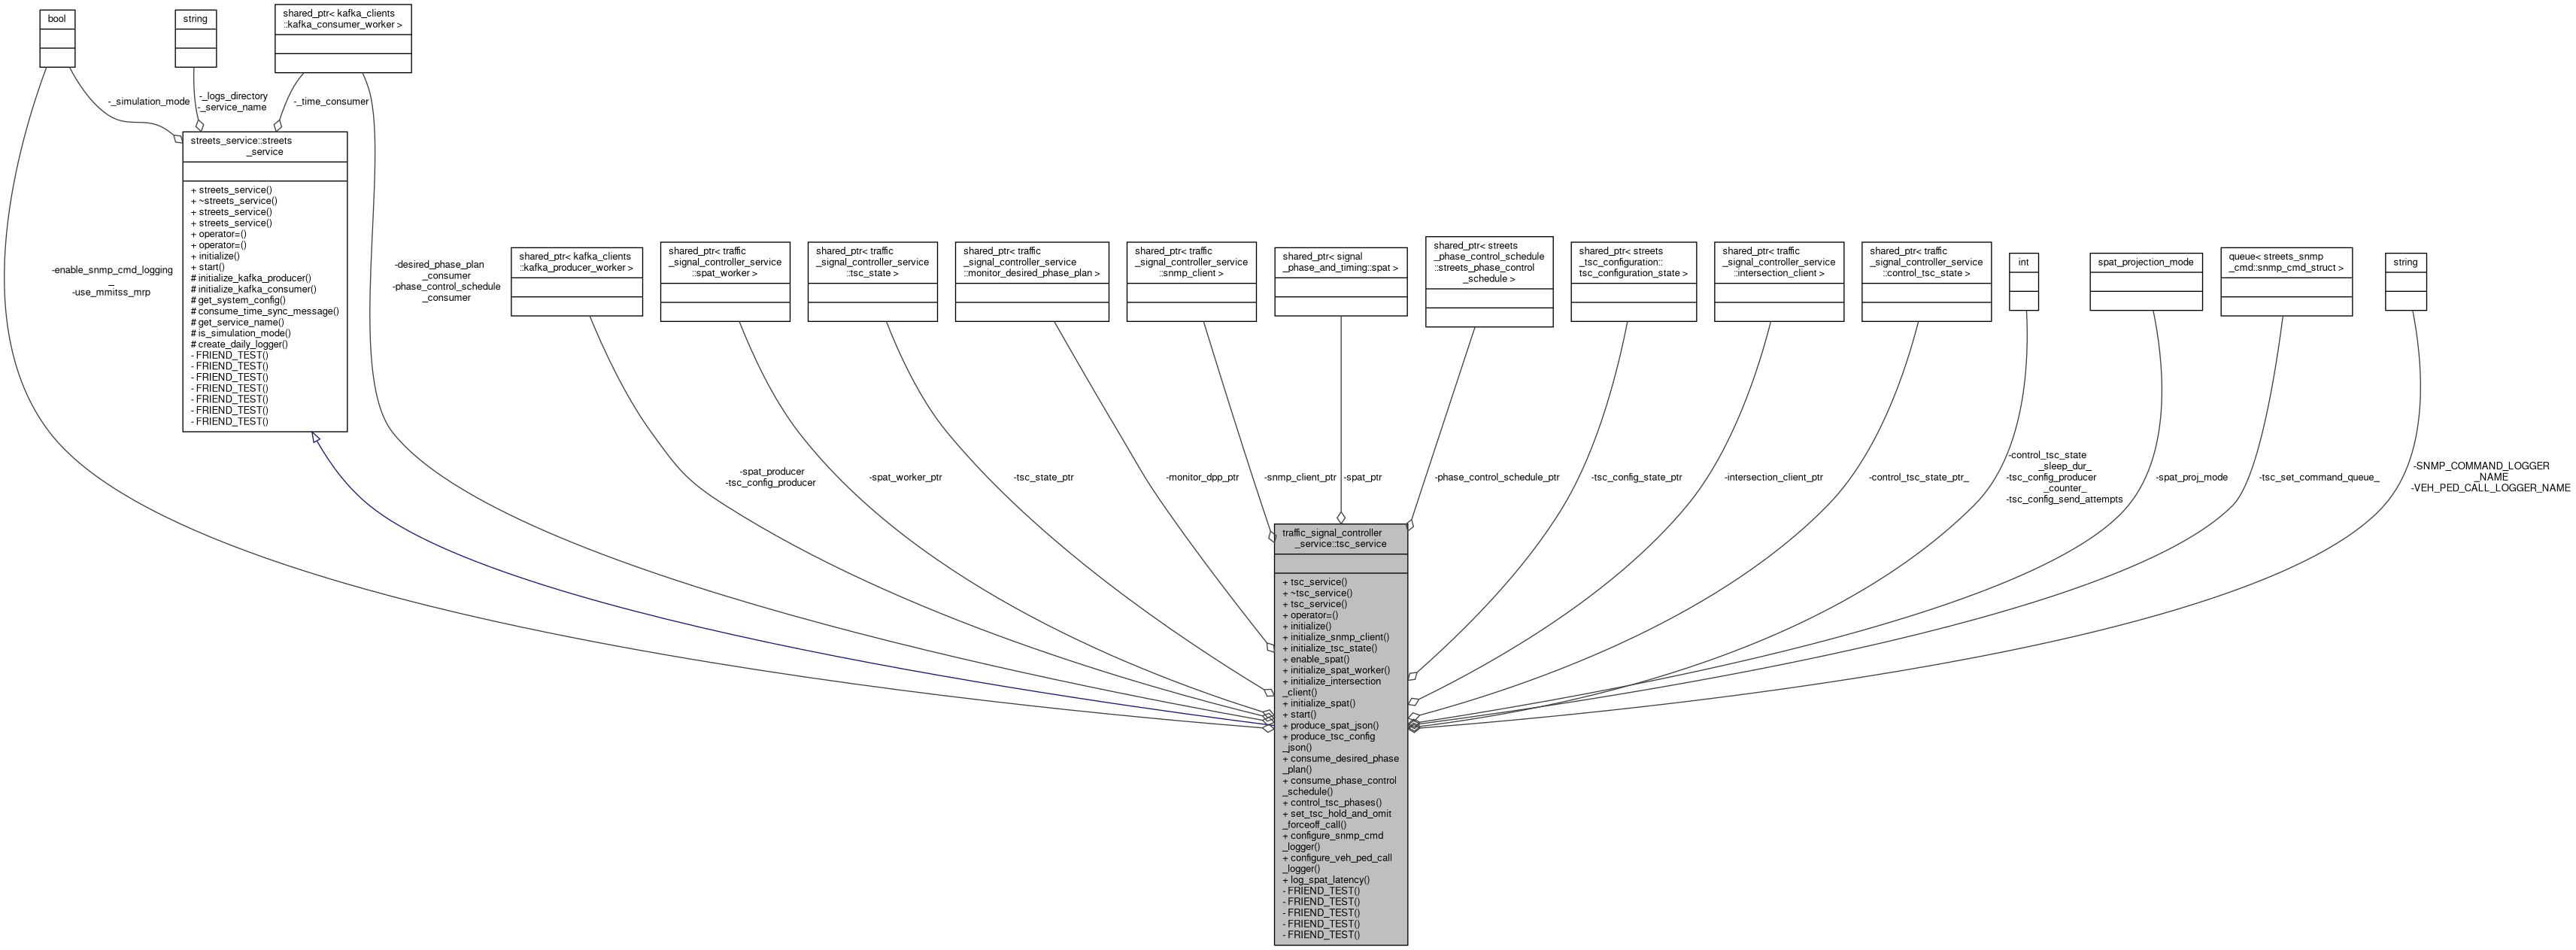 bool
string
shared_ptr< kafka_clients
::kafka_consumer_worker >
-_simulation_mode
-_logs_directory
-_service_name
-_time_consumer
streets_service::streets
_service
+ streets_service()
+ ~streets_service()
+ streets_service()
+ streets_service()
+ operator=()
+ operator=()
+ initialize()
+ start()
# initialize_kafka_producer()
# initialize_kafka_consumer()
# get_system_config()
# consume_time_sync_message()
# get_service_name()
# is_simulation_mode()
# create_daily_logger()
- FRIEND_TEST()
- FRIEND_TEST()
- FRIEND_TEST()
- FRIEND_TEST()
- FRIEND_TEST()
- FRIEND_TEST()
- FRIEND_TEST()
-enable_snmp_cmd_logging
_
-use_mmitss_mrp
-desired_phase_plan
_consumer
-phase_control_schedule
_consumer
shared_ptr< kafka_clients
::kafka_producer_worker >
shared_ptr< traffic
_signal_controller_service
::spat_worker >
shared_ptr< traffic
_signal_controller_service
::tsc_state >
shared_ptr< traffic
_signal_controller_service
::monitor_desired_phase_plan >
shared_ptr< traffic
_signal_controller_service
::snmp_client >
shared_ptr< signal
_phase_and_timing::spat >
shared_ptr< streets
_phase_control_schedule
::streets_phase_control
_schedule >
shared_ptr< streets
_tsc_configuration::
tsc_configuration_state >
shared_ptr< traffic
_signal_controller_service
::intersection_client >
shared_ptr< traffic
_signal_controller_service
::control_tsc_state >
int
spat_projection_mode
queue< streets_snmp
_cmd::snmp_cmd_struct >
string
-spat_producer
-tsc_config_producer
-spat_worker_ptr
-tsc_state_ptr
-monitor_dpp_ptr
-snmp_client_ptr
-spat_ptr
-phase_control_schedule_ptr
-tsc_config_state_ptr
-intersection_client_ptr
-control_tsc_state_ptr_
-control_tsc_state
_sleep_dur_
-tsc_config_producer
_counter_
-tsc_config_send_attempts
-spat_proj_mode
-tsc_set_command_queue_
-SNMP_COMMAND_LOGGER
_NAME
-VEH_PED_CALL_LOGGER_NAME
traffic_signal_controller
_service::tsc_service
+ tsc_service()
+ ~tsc_service()
+ tsc_service()
+ operator=()
+ initialize()
+ initialize_snmp_client()
+ initialize_tsc_state()
+ enable_spat()
+ initialize_spat_worker()
+ initialize_intersection
_client()
+ initialize_spat()
+ start()
+ produce_spat_json()
+ produce_tsc_config
_json()
+ consume_desired_phase
_plan()
+ consume_phase_control
_schedule()
+ control_tsc_phases()
+ set_tsc_hold_and_omit
_forceoff_call()
+ configure_snmp_cmd
_logger()
+ configure_veh_ped_call
_logger()
+ log_spat_latency()
- FRIEND_TEST()
- FRIEND_TEST()
- FRIEND_TEST()
- FRIEND_TEST()
- FRIEND_TEST()